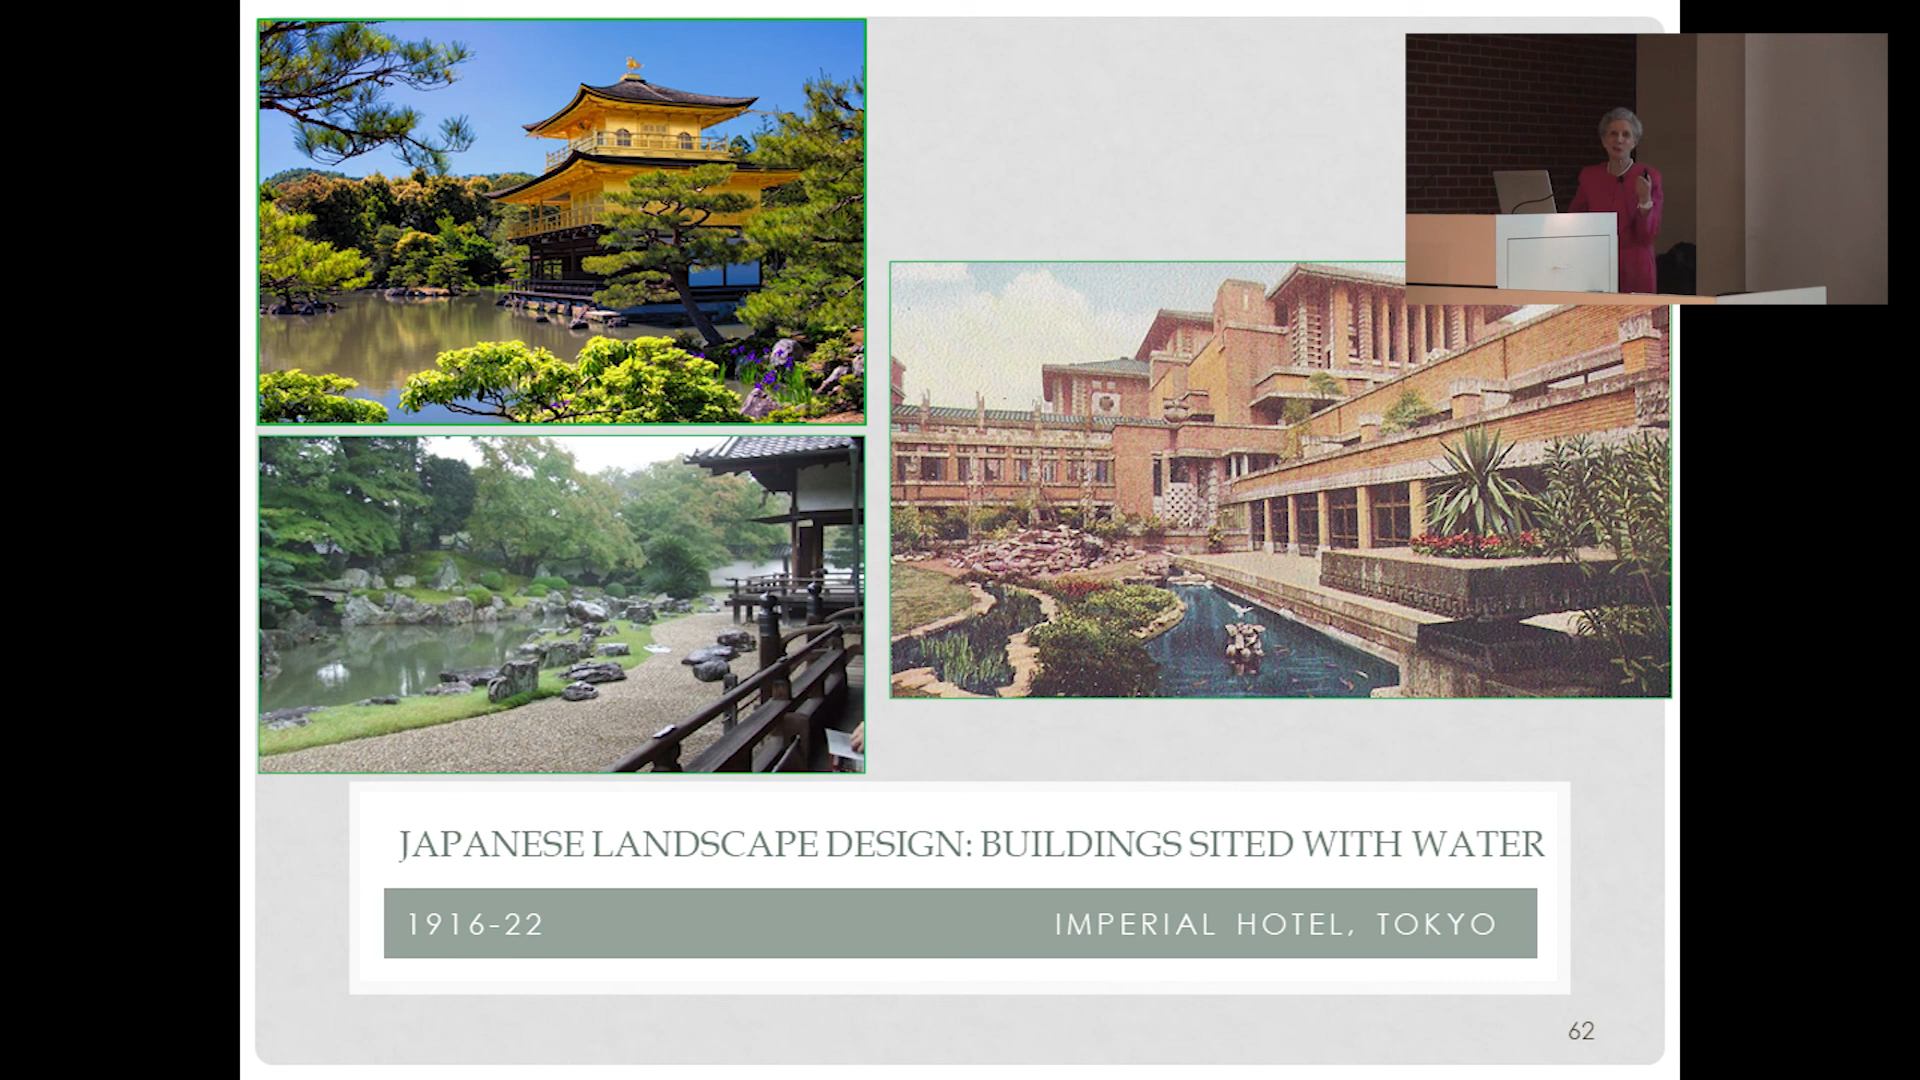 JAPANESE LANDSCAPE DESIGN: BUILDINGS SITED WITH WATER
1916-22 IMPERIAL HOTEL, TOKYO
62